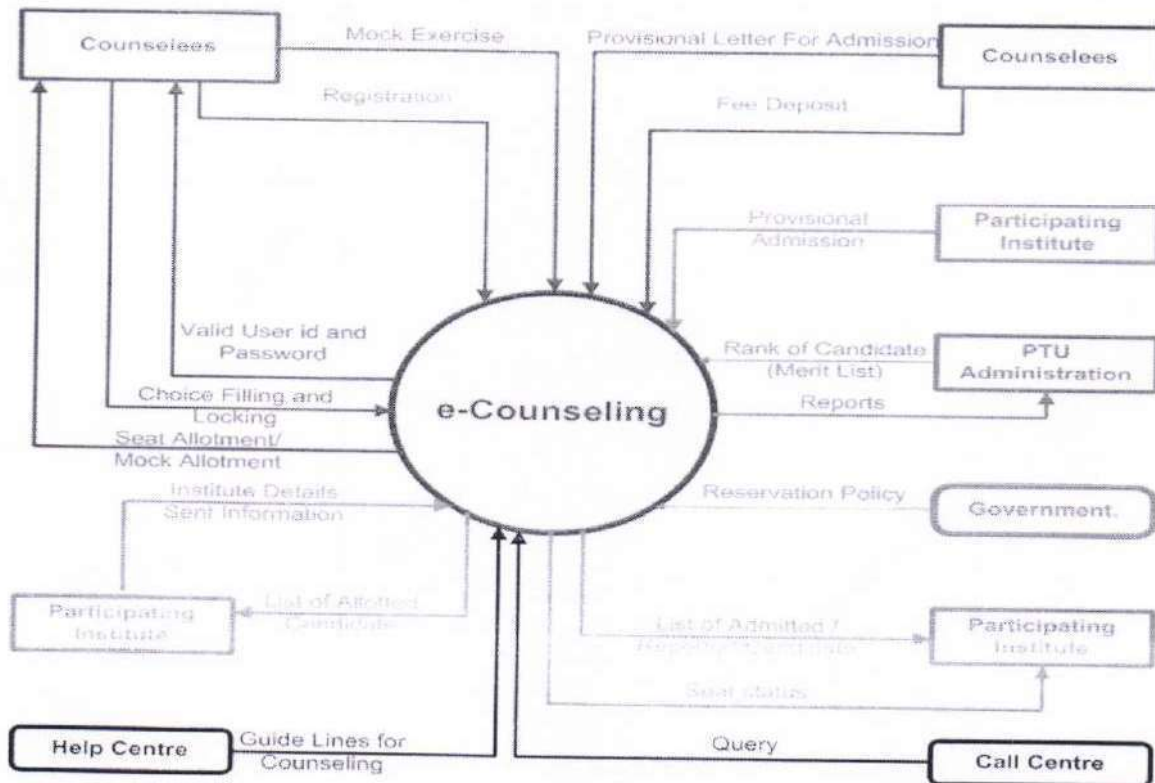 Counselees
Mock Exercise
Provisional Letter For Admission
Counselees
Registration
Fee Deposit
Provisional
Admission
Participating
Institute
Valid User id and
Password
Rank of Candidate
(Merit List)
PTU
Administration
e-Counseling
Choice Filling and
Locking
Reports
Seat Allotment/
Mock Allotment
Institute Details
Sent Information
Reservation Policy
Government.
Participating
Institute
List of Allotted
Candidate
List of Admitted /
Participating
Institute
Seat status
Help Centre
Guide Lines for
Counseling
Query
Call Centre